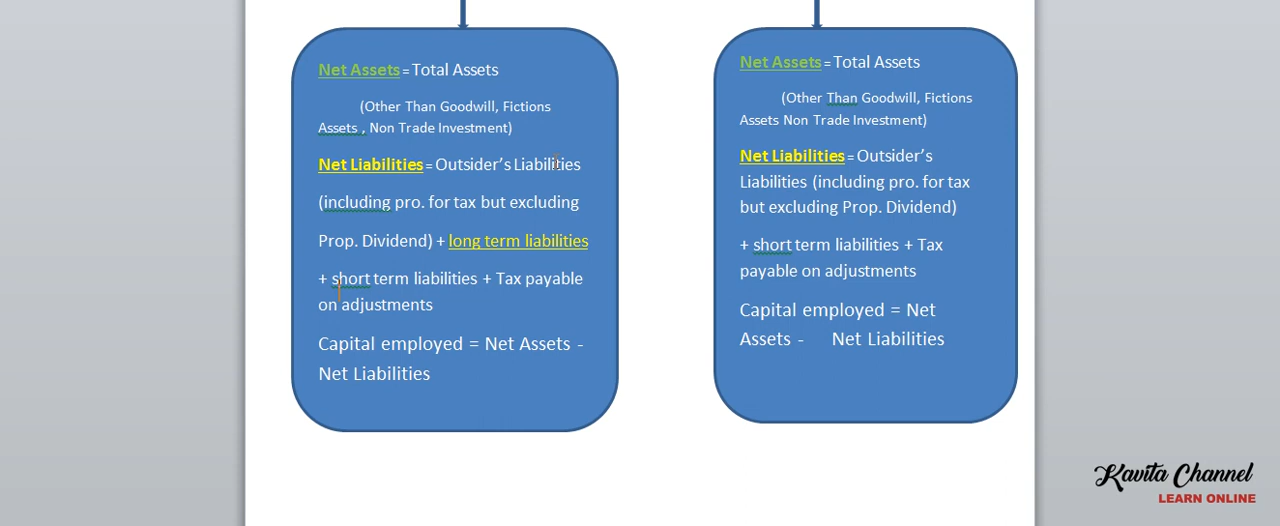 Net Assets = Total Assets
(Other Than Goodwill, Fictions
Assets , Non Trade Investment)
Net Liabilities = Outsider's Liabilities
(including pro. for tax but excluding
Prop. Dividend) + long term liabilities
+ short term liabilities + Tax payable
on adjustments
Capital employed = Net Assets -
Net Liabilities
Net Assets = Total Assets
(Other Than Goodwill, Fictions
Assets Non Trade Investment)
Net Liabilities = Outsider's
Liabilities (including pro. for tax
but excluding Prop. Dividend)
+ short term liabilities + Tax
payable on adjustments
Capital employed = Net
Assets - Net Liabilities
Kavita Channel
LEARN ONLINE